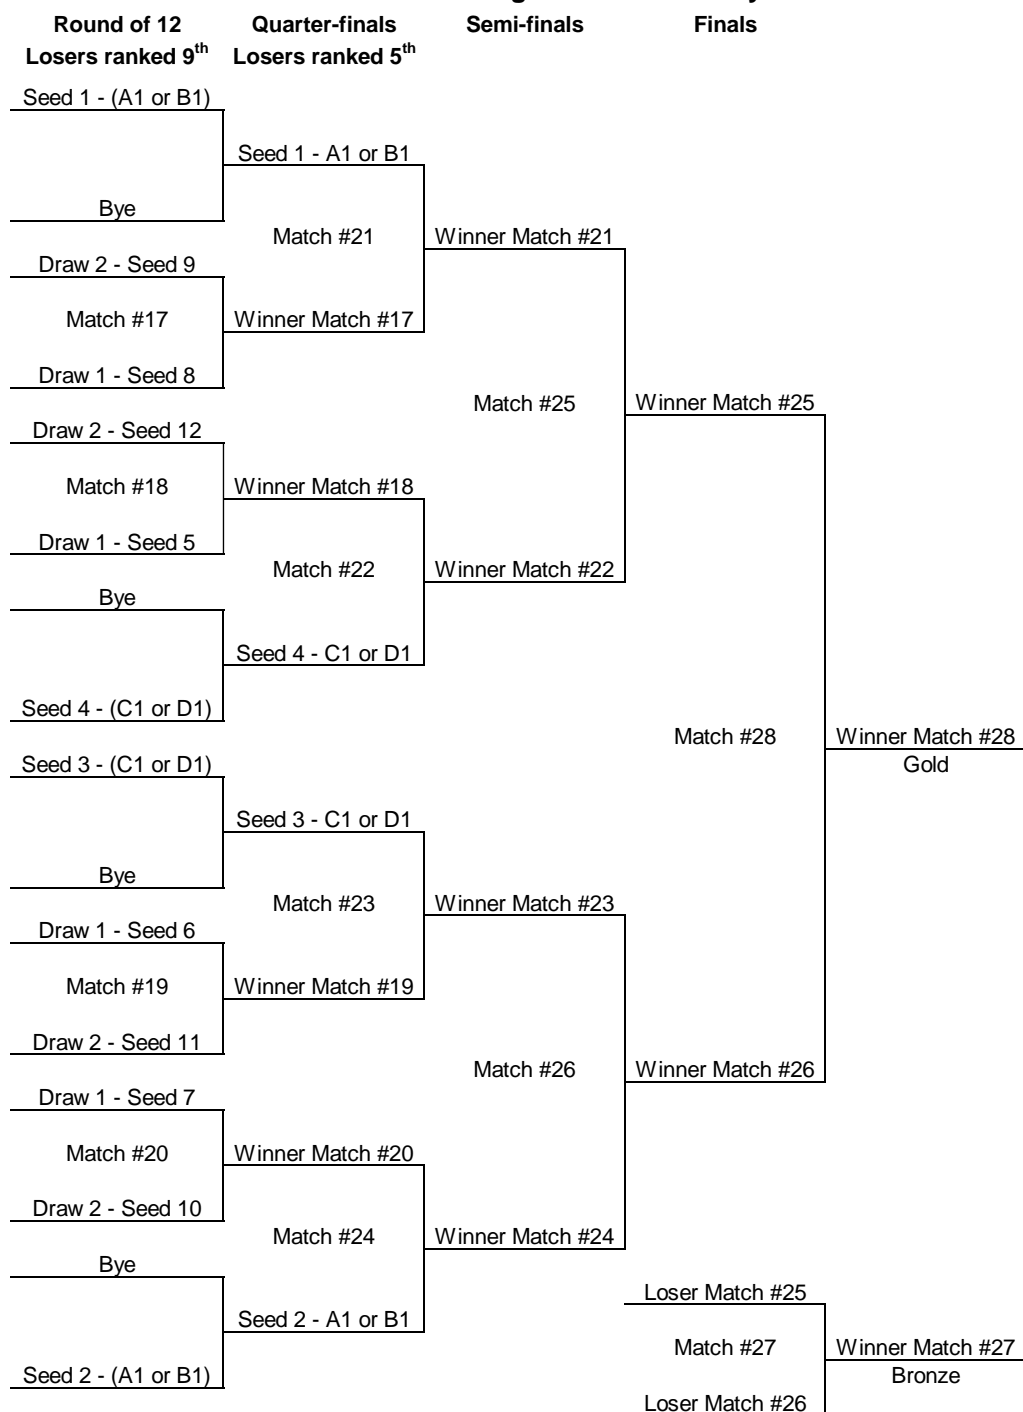 Round of 12 Quarter-finals Semi-finals Finals
Losers ranked 9th Losers ranked 5th
Seed 1 - (A1 or B1)
Seed 1 - A1 or B1
Bye
Match #21 Winner Match #21
Draw 2 - Seed 9
Match #17 Winner Match #17
Draw 1 - Seed 8
Match #25 Winner Match #25
Draw 2 - Seed 12
Match #18 Winner Match #18
Draw 1 - Seed 5
Match #22 Winner Match #22
Bye
Seed 4 - C1 or D1
Seed 4 - (C1 or D1)
Match #28 Winner Match #28
Seed 3 - (C1 or D1) Gold
Seed 3 - C1 or D1
Bye
Match #23 Winner Match #23
Draw 1 - Seed 6
Match #19 Winner Match #19
Draw 2 - Seed 11
Match #26 Winner Match #26
Draw 1 - Seed 7
Match #20 Winner Match #20
Draw 2 - Seed 10
Match #24 Winner Match #24
Bye
Loser Match #25
Seed 2 - A1 or B1
Match #27 Winner Match #27
Seed 2 - (A1 or B1) Bronze
Loser Match #26